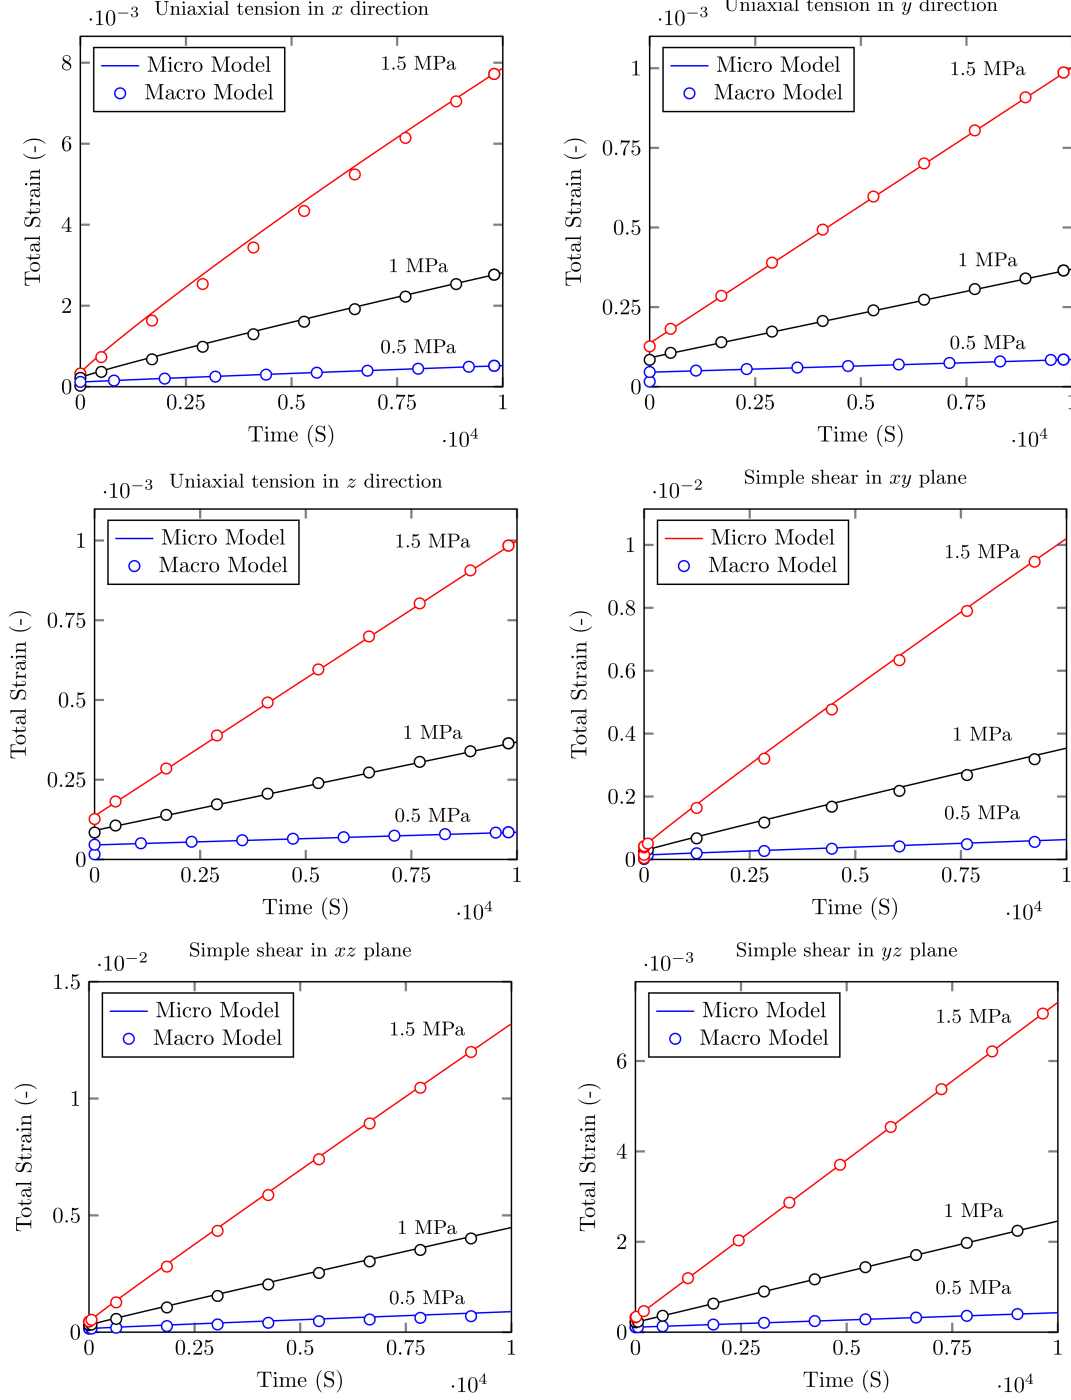 Uniaxial tension in x direction
·10⁻³
Micro Model
Macro Model
1.5 MPa
1 MPa
0.5 MPa
Total Strain (-)
8
6
4
2
0
0 0.25 0.5 0.75 1
Time (S)
·10⁴
Uniaxial tension in y direction
·10⁻³
Micro Model
Macro Model
1.5 MPa
1 MPa
0.5 MPa
Total Strain (-)
1
0.75
0.5
0.25
0
0 0.25 0.5 0.75 1
Time (S)
·10⁴
Uniaxial tension in z direction
·10⁻³
Micro Model
Macro Model
1.5 MPa
1 MPa
0.5 MPa
Total Strain (-)
1
0.75
0.5
0.25
0
0 0.25 0.5 0.75 1
Time (S)
·10⁴
Simple shear in xy plane
·10⁻²
Micro Model
Macro Model
1.5 MPa
1 MPa
0.5 MPa
Total Strain (-)
1
0.8
0.6
0.4
0.2
0
0 0.25 0.5 0.75 1
Time (S)
·10⁴
Simple shear in xz plane
·10⁻²
Micro Model
Macro Model
1.5 MPa
1 MPa
0.5 MPa
Total Strain (-)
1.5
1
0.5
0
0 0.25 0.5 0.75 1
Time (S)
·10⁴
Simple shear in yz plane
·10⁻³
Micro Model
Macro Model
1.5 MPa
1 MPa
0.5 MPa
Total Strain (-)
6
4
2
0
0 0.25 0.5 0.75 1
Time (S)
·10⁴